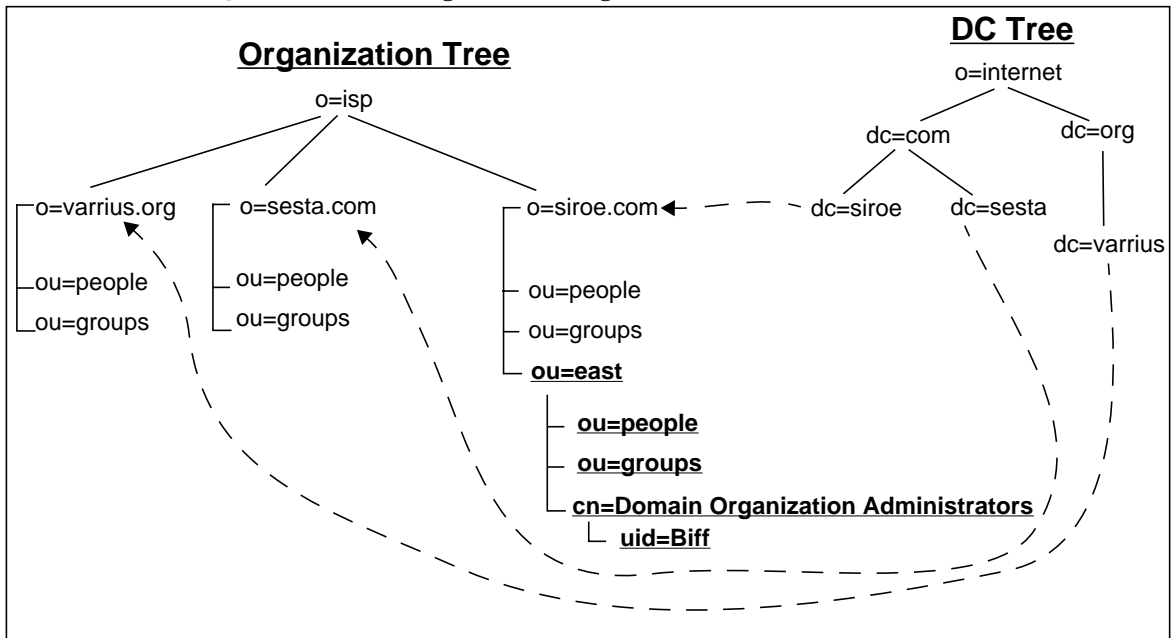 Organization Tree
o=isp
o=varrius.org
ou=people
ou=groups
o=sesta.com
ou=people
ou=groups
o=siroe.com
ou=people
ou=groups
ou=east
ou=people
ou=groups
cn=Domain Organization Administrators
uid=Biff
DC Tree
o=internet
dc=com
dc=org
dc=siroe
dc=sesta
dc=varrius